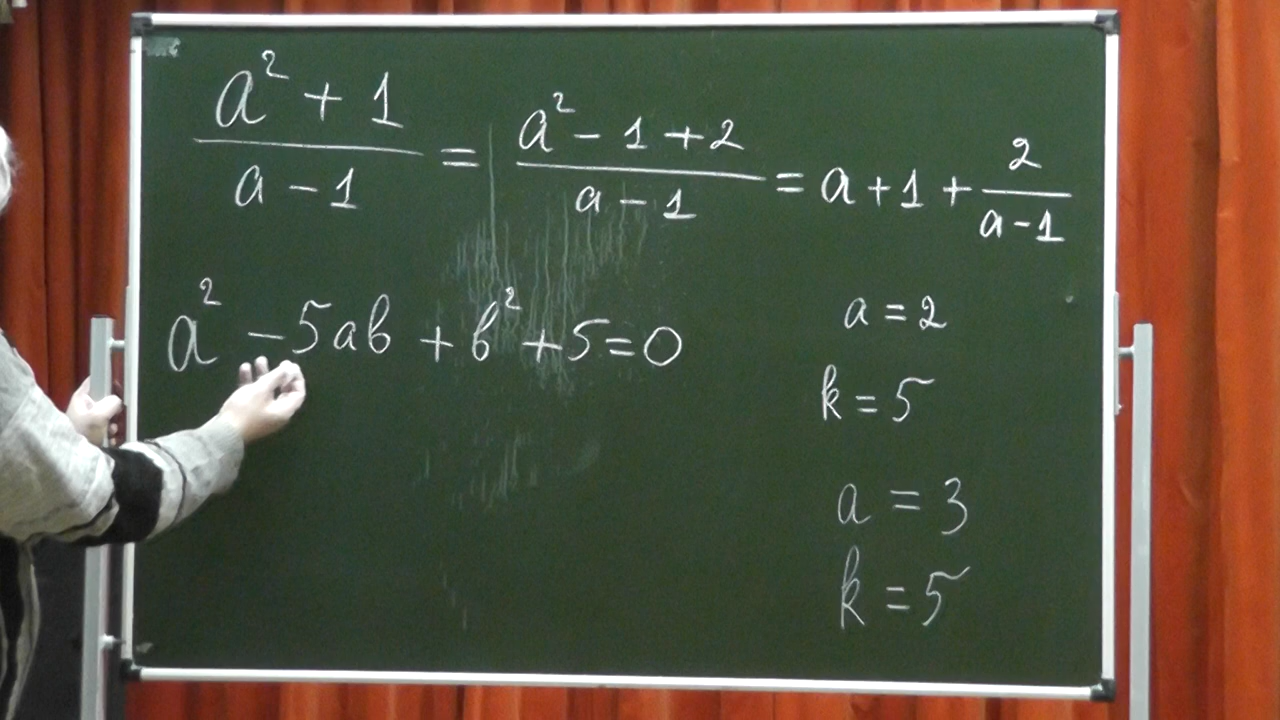 a² + 1 / a - 1 = a² - 1 + 2 / a - 1 = a + 1 + 2 / a - 1
a² - 5ab + b² + 5 = 0
a = 2
k = 5
a = 3
k = 5